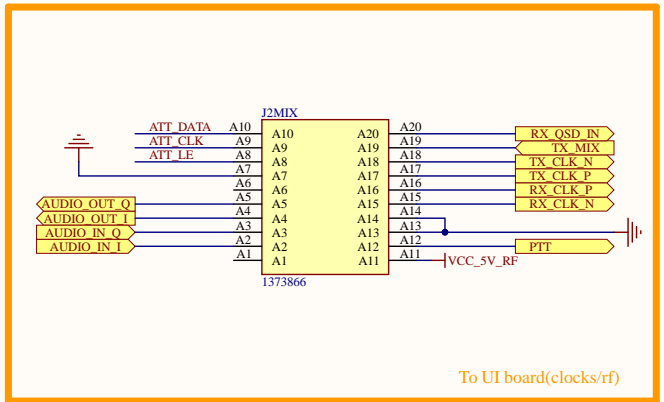 J2MIX
ATT_DATA A10 A10 A20 A20 RX_QSD_IN
ATT_CLK A9 A9 A19 A19 TX_MIX
ATT_LE A8 A8 A18 A18 TX_CLK_N
A7 A7 A17 A17 TX_CLK_P
A6 A6 A16 A16 RX_CLK_P
AUDIO_OUT_Q A5 A5 A15 A15 RX_CLK_N
AUDIO_OUT_I A4 A4 A14 A14
AUDIO_IN_Q A3 A3 A13 A13
AUDIO_IN_I A2 A2 A12 A12 PTT
A1 A1 A11 A11 VCC_5V_RF
1373866
To UI board(clocks/rf)